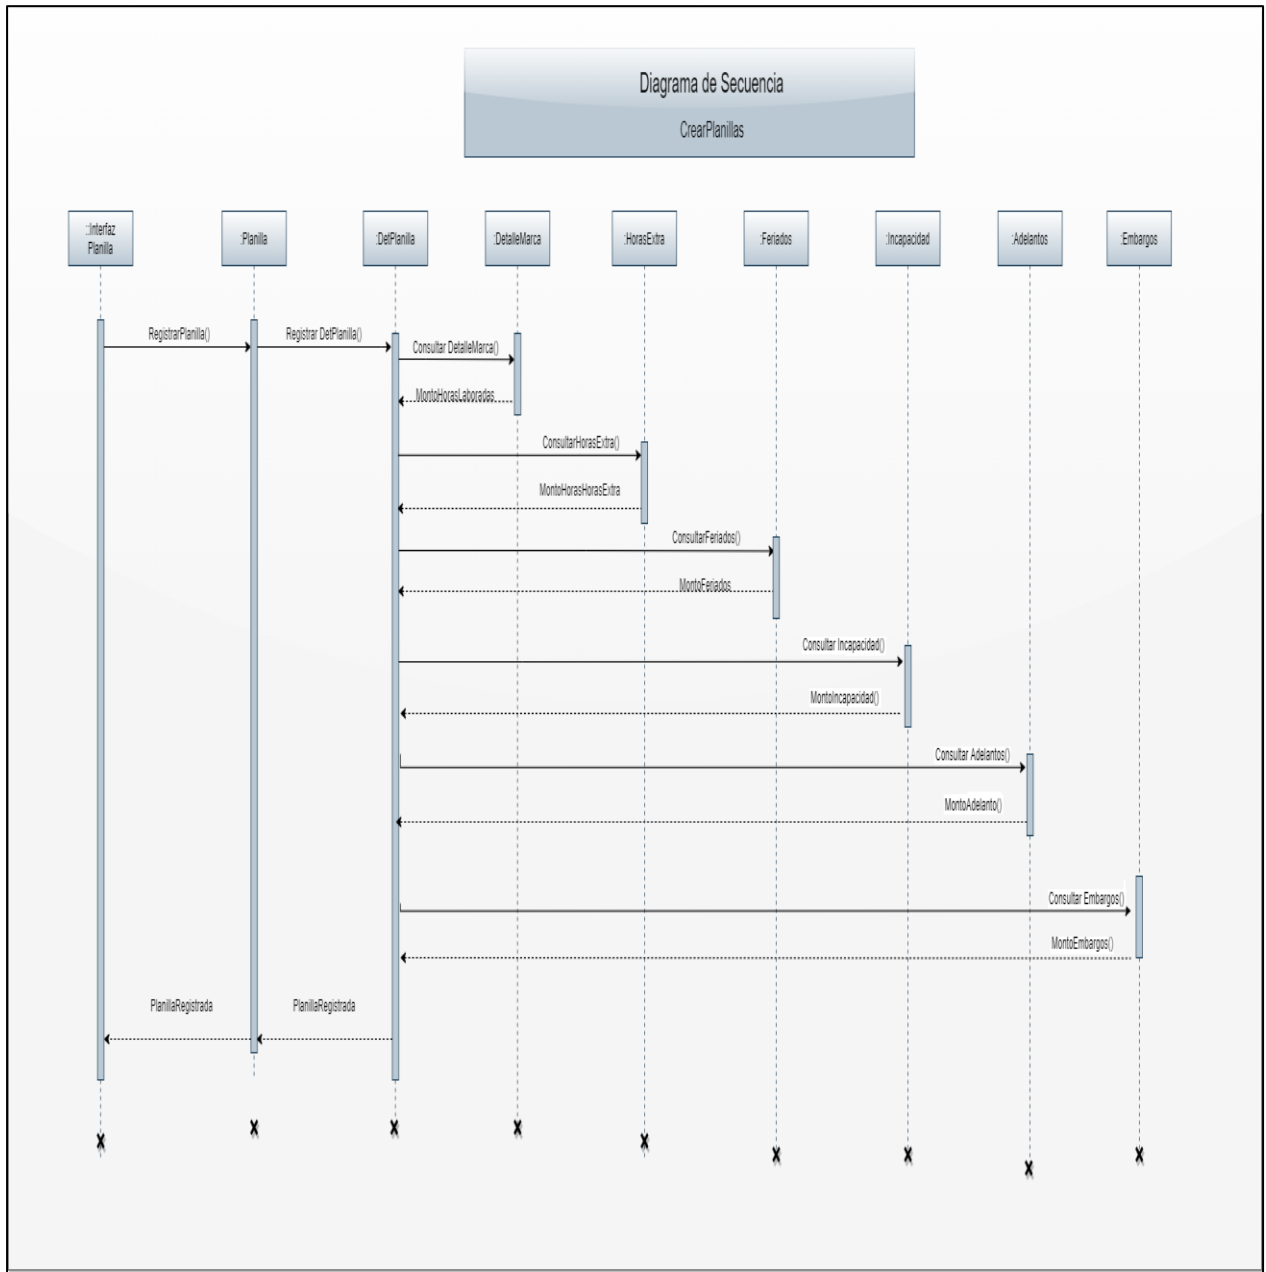 Diagrama de Secuencia
CrearPlanillas
::Interfaz
Planilla
:Planilla
:DetPlanilla
:DetalleMarca
:HorasExtra
:Feriados
:Incapacidad
:Adelantos
:Embargos
RegistrarPlanilla()
Registrar DetPlanilla()
Consultar DetalleMarca()
MontoHorasLaboradas
ConsultarHorasExtra()
MontoHorasHorasExtra
ConsultarFeriados()
MontoFeriados
Consultar Incapacidad()
MontoIncapacidad()
Consultar Adelantos()
MontoAdelanto()
Consultar Embargos()
MontoEmbargos()
PlanillaRegistrada
PlanillaRegistrada